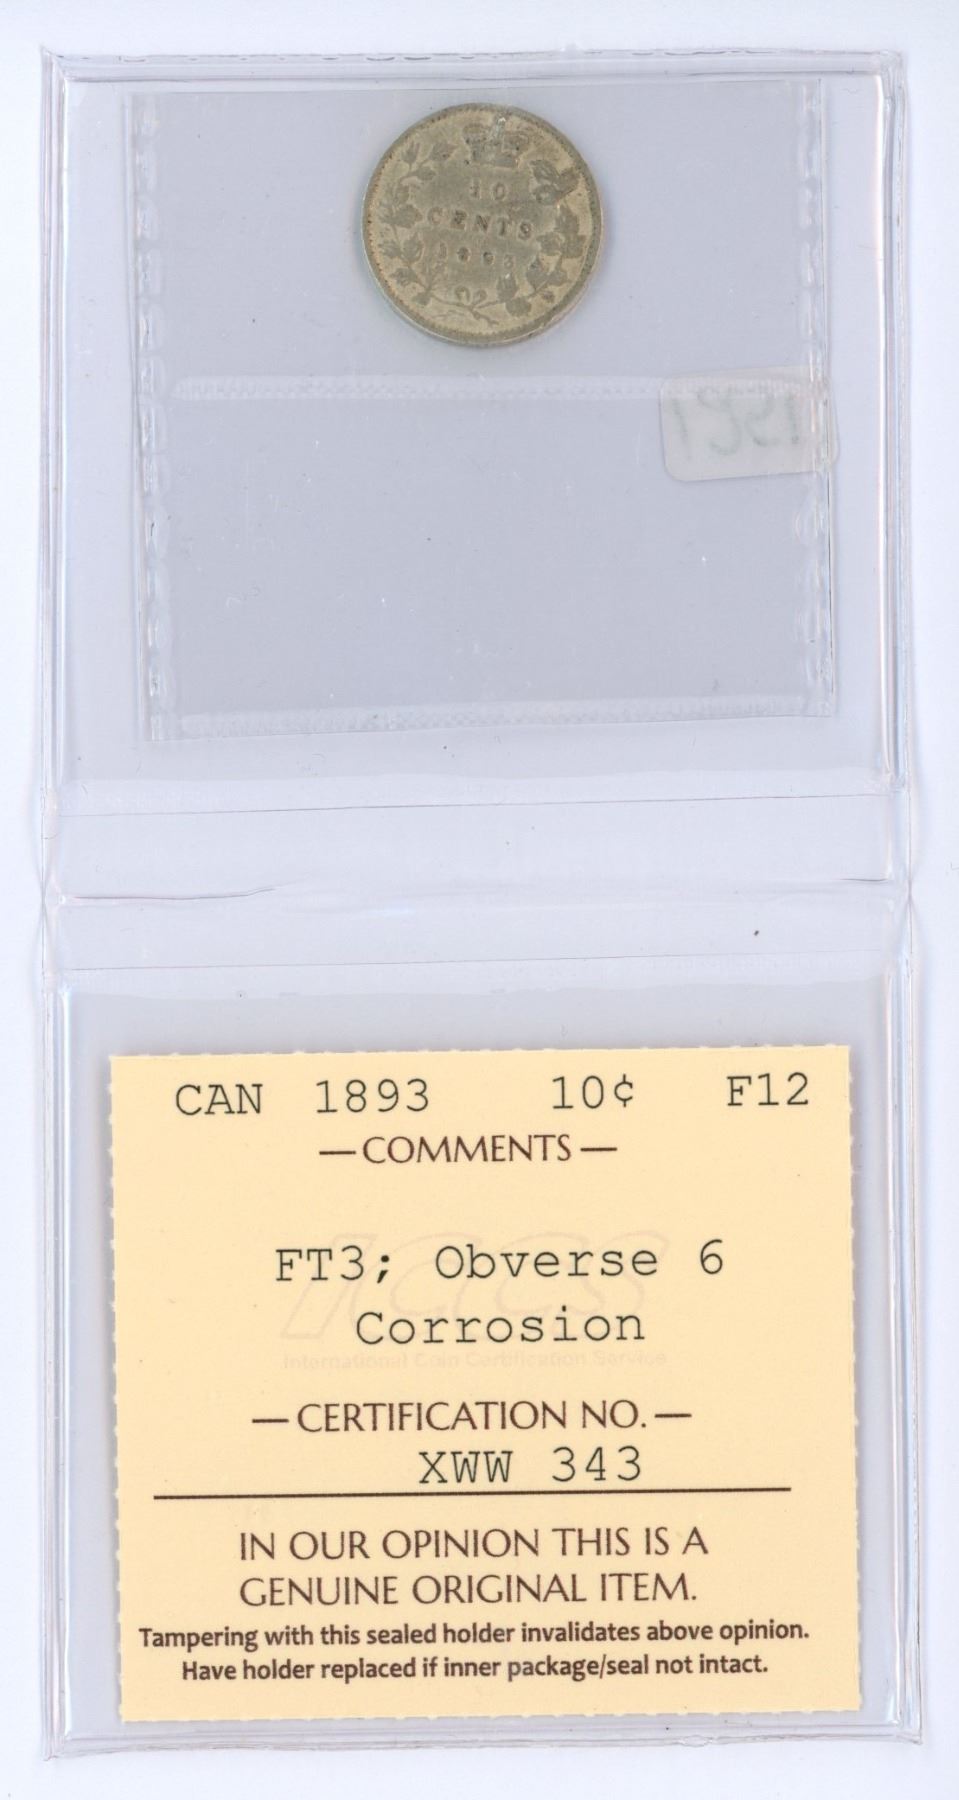 10
CENTS
1893
CAN 1893 10¢ F12
—COMMENTS—
FT3; Obverse 6
Corrosion
ICCS
International Coin Certification Service
—CERTIFICATION NO.—
XWW 343
IN OUR OPINION THIS IS A
GENUINE ORIGINAL ITEM.
Tampering with this sealed holder invalidates above opinion.
Have holder replaced if inner package/seal not intact.